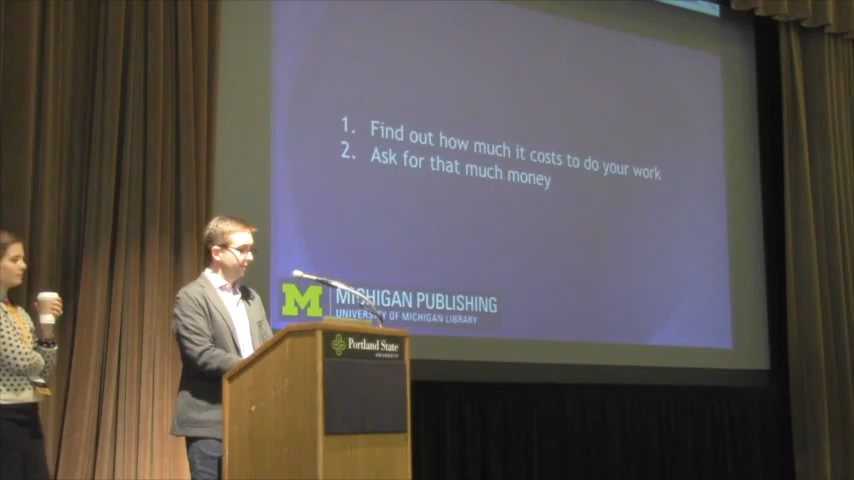 1. Find out how much it costs to do your work
2. Ask for that much money
M
MICHIGAN PUBLISHING
UNIVERSITY OF MICHIGAN LIBRARY
Portland State
UNIVERSITY